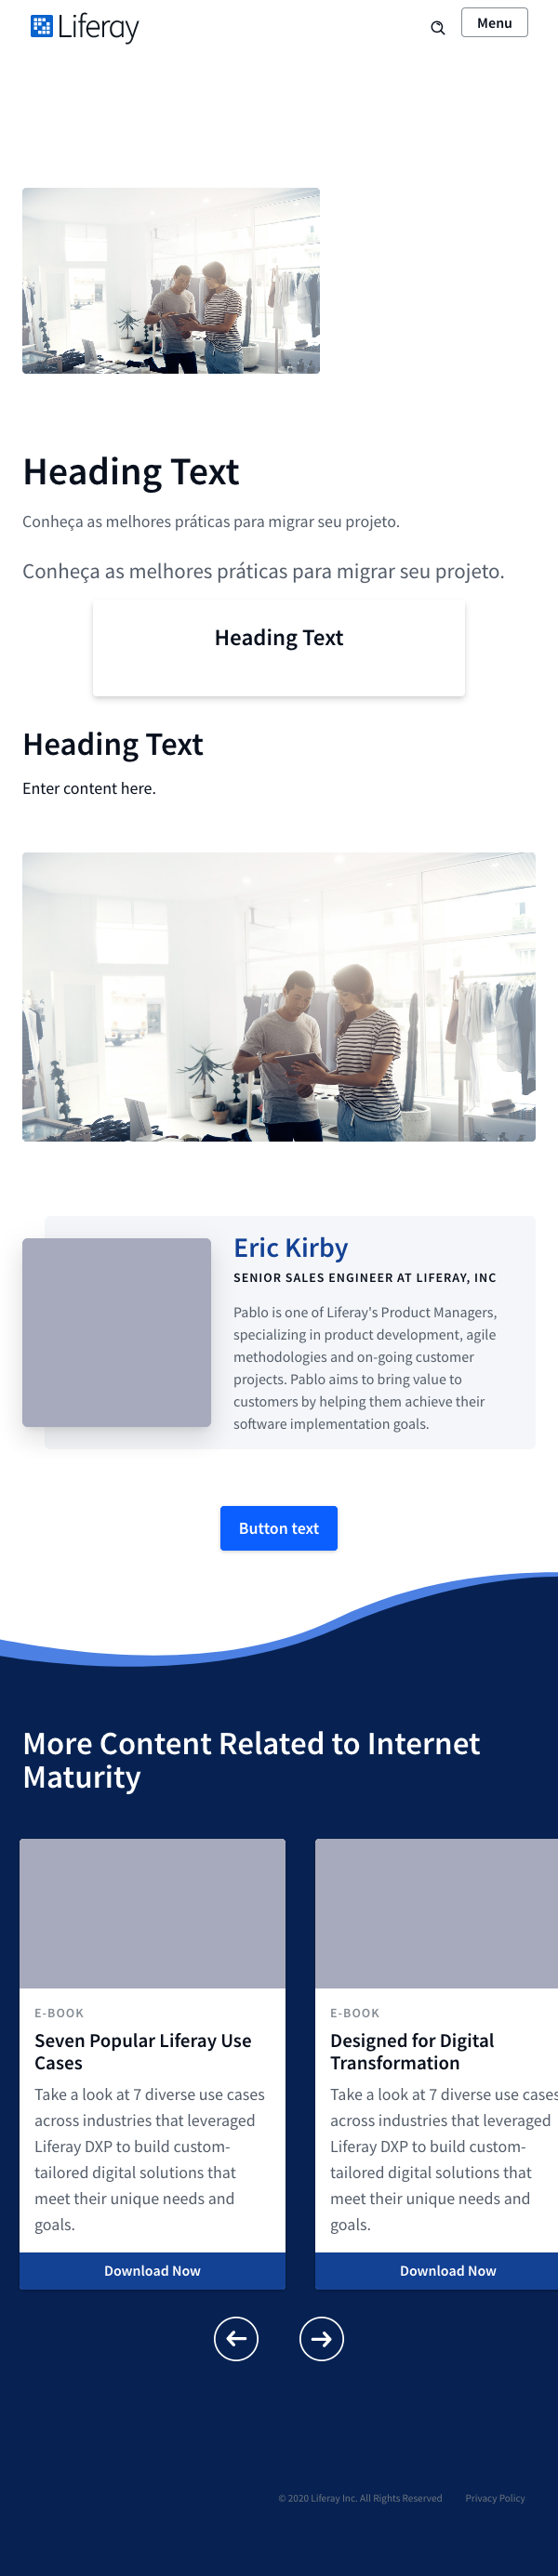 Liferay
Menu
Heading Text
Conheça as melhores práticas para migrar seu projeto.
Conheça as melhores práticas para migrar seu projeto.
Heading Text
Heading Text
Enter content here.
Eric Kirby
SENIOR SALES ENGINEER AT LIFERAY, INC
Pablo is one of Liferay's Product Managers,
specializing in product development, agile
methodologies and on-going customer
projects. Pablo aims to bring value to
customers by helping them achieve their
software implementation goals.
Button text
More Content Related to Internet
Maturity
E-BOOK
Seven Popular Liferay Use
Cases
Take a look at 7 diverse use cases
across industries that leveraged
Liferay DXP to build custom-
tailored digital solutions that
meet their unique needs and
goals.
Download Now
E-BOOK
Designed for Digital
Transformation
Take a look at 7 diverse use cases
across industries that leveraged
Liferay DXP to build custom-
tailored digital solutions that
meet their unique needs and
goals.
Download Now
© 2020 Liferay Inc. All Rights Reserved
Privacy Policy